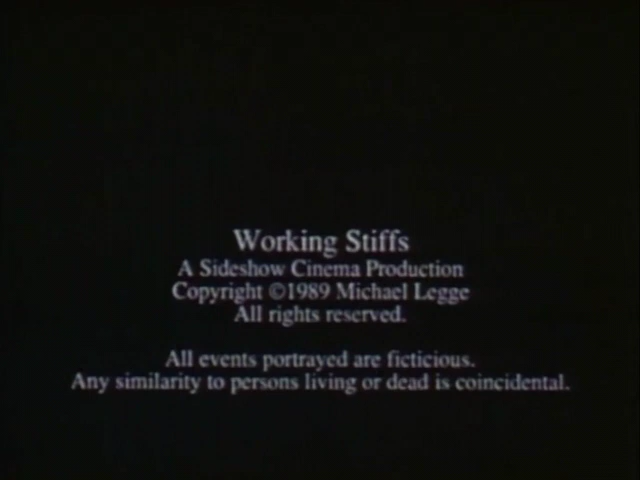 Working Stiffs
A Sideshow Cinema Production
Copyright ©1989 Michael Legge
All rights reserved.
All events portrayed are ficticious.
Any similarity to persons living or dead is coincidental.